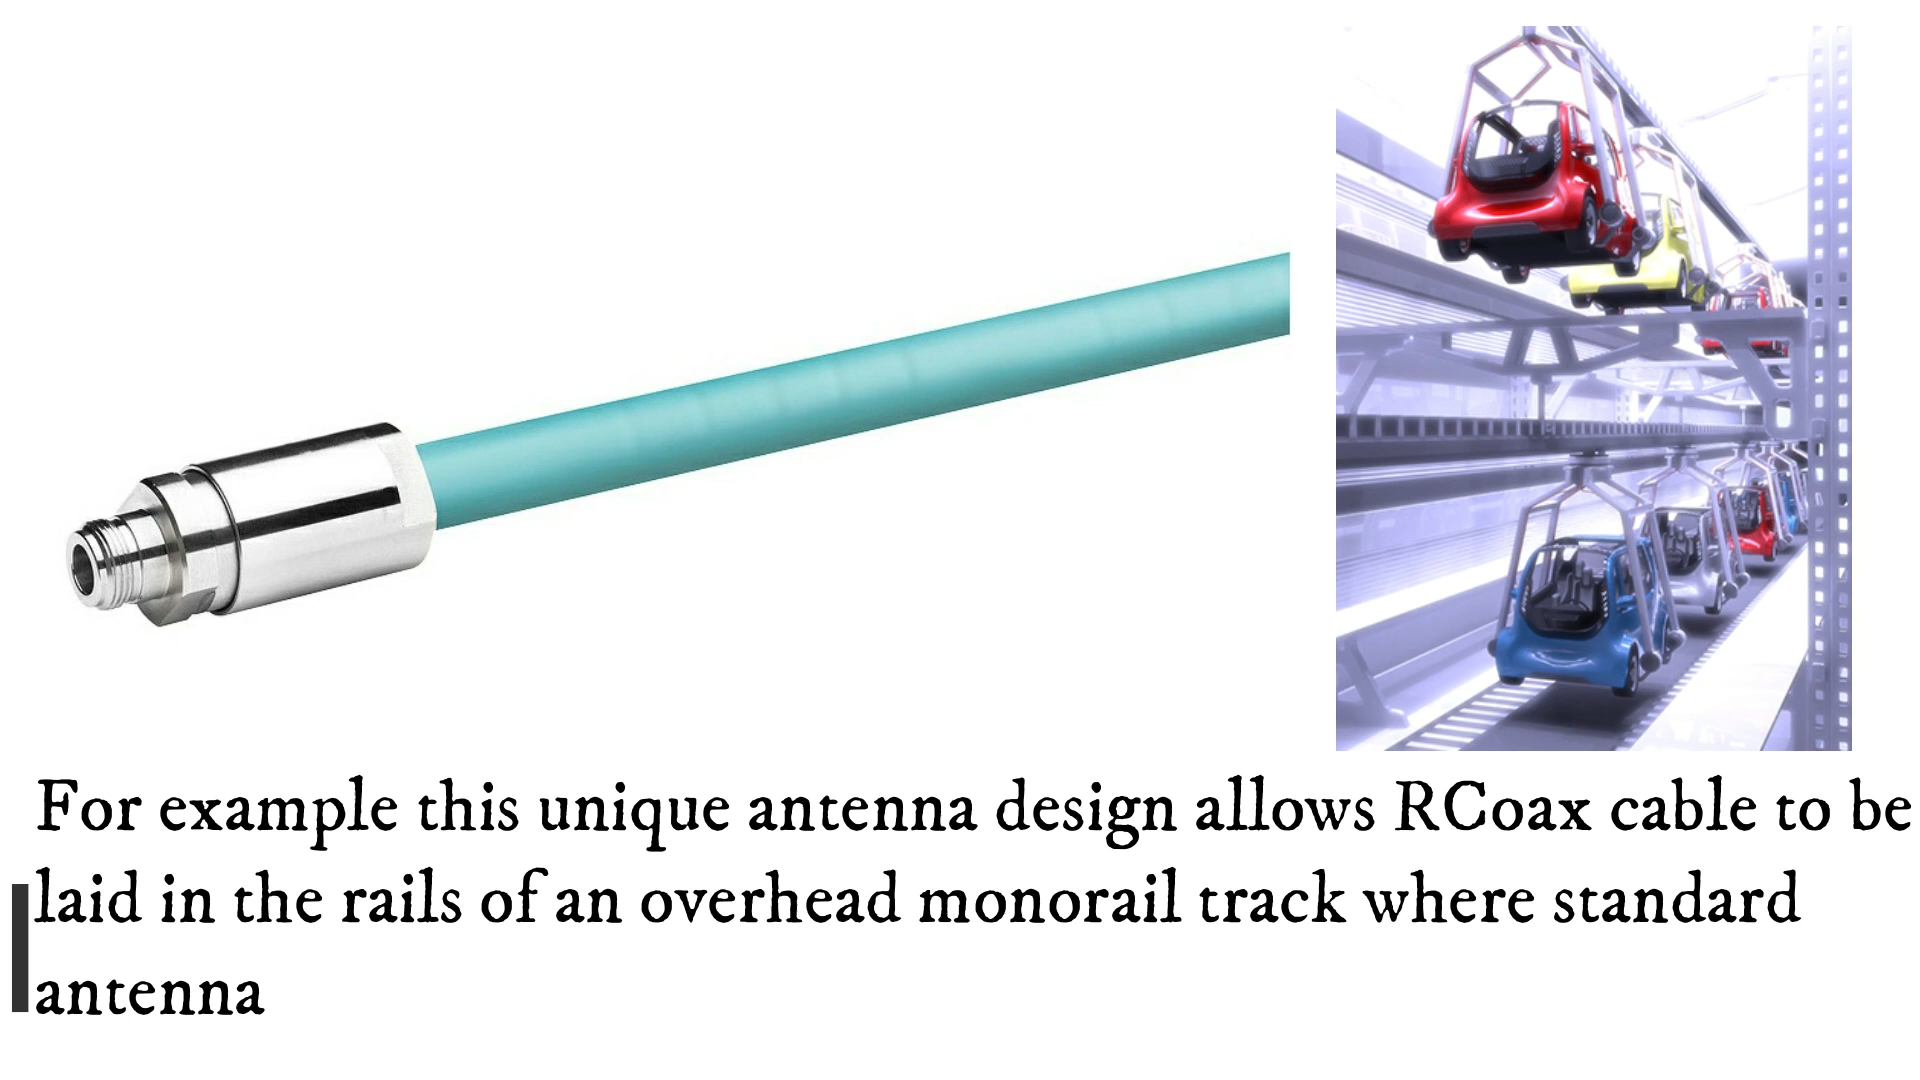 For example this unique antenna design allows RCoax cable to be
laid in the rails of an overhead monorail track where standard
antenna